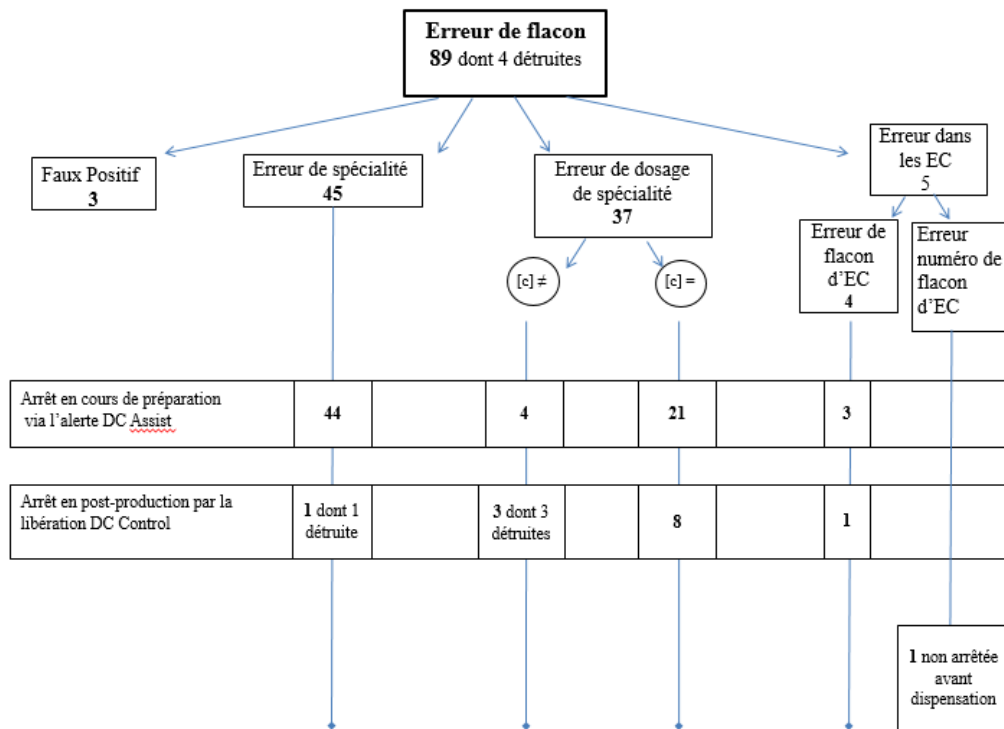 Erreur de flacon
89 dont 4 détruites
Faux Positif
3
Erreur de spécialité
45
Erreur de dosage
de spécialité
37
Erreur dans
les EC
5
Erreur de
flacon
d'EC
4
Erreur
numéro de
flacon
d'EC
[c] ≠
[c] =
Arrêt en cours de préparation
via l'alerte DC Assist
44
4
21
3
Arrêt en post-production par la
libération DC Control
1 dont 1
détruite
3 dont 3
détruites
8
1
1 non arrêtée
avant
dispensation